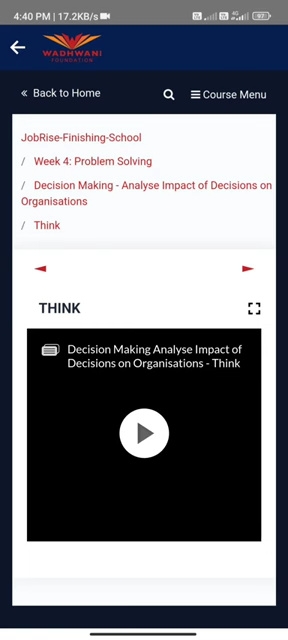 4:40 PM | 17.2KB/s
4G
67
WADHWANI
FOUNDATION
« Back to Home
Course Menu
JobRise-Finishing-School
/ Week 4: Problem Solving
/ Decision Making - Analyse Impact of Decisions on
Organisations
/ Think
THINK
Decision Making Analyse Impact of
Decisions on Organisations - Think